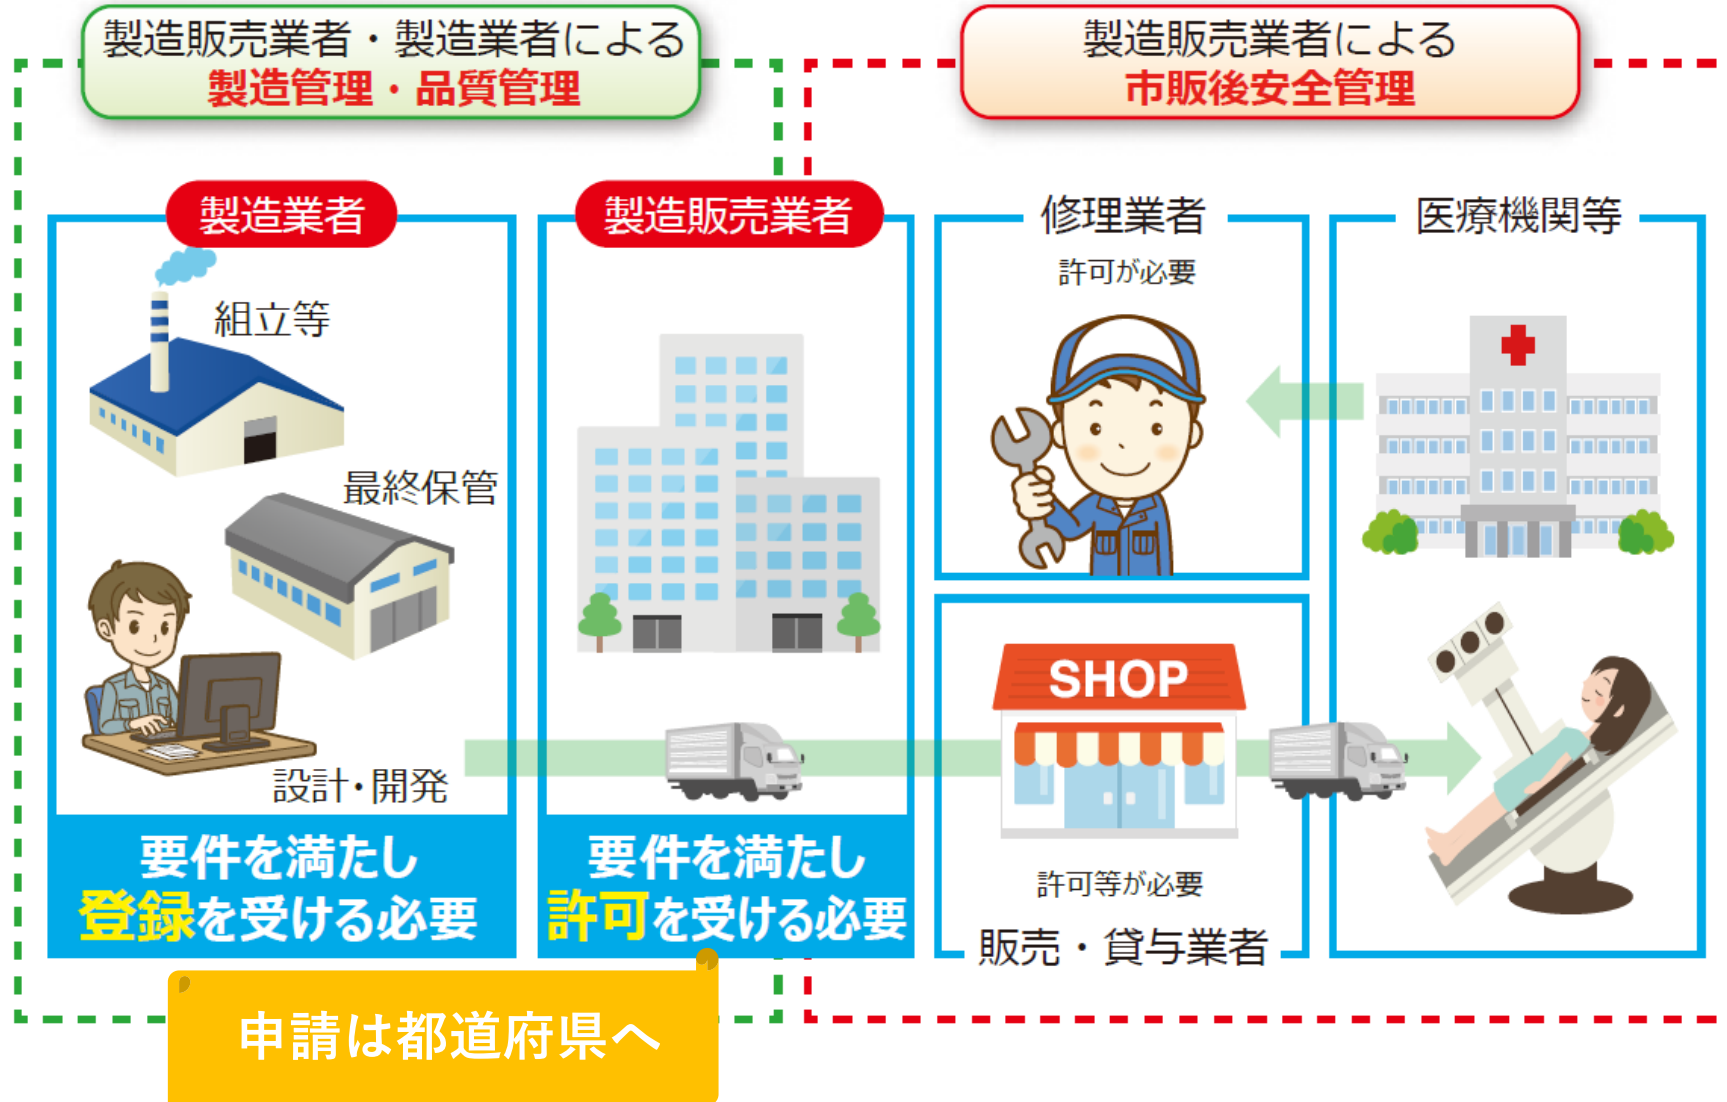 製造販売業者・製造業者による
製造管理・品質管理
製造販売業者による
市販後安全管理
製造業者
組立等
最終保管
設計・開発
要件を満たし
登録を受ける必要
製造販売業者
要件を満たし
許可を受ける必要
修理業者
許可が必要
SHOP
許可等が必要
販売・貸与業者
医療機関等
申請は都道府県へ